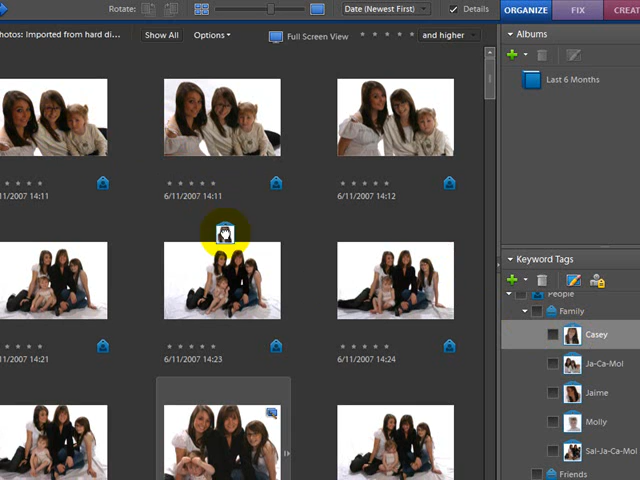 Rotate:
Date (Newest First)
Details
ORGANIZE
FIX
CREAT
hotos: Imported from hard di...
Show All
Options
Full Screen View
and higher
Albums
Last 6 Months
/11/2007 14:11
6/11/2007 14:11
6/11/2007 14:12
Keyword Tags
People
Family
Casey
/11/2007 14:21
6/11/2007 14:23
6/11/2007 14:24
Ja-Ca-Mol
Jaime
Molly
Sal-Ja-Ca-Mol
Friends